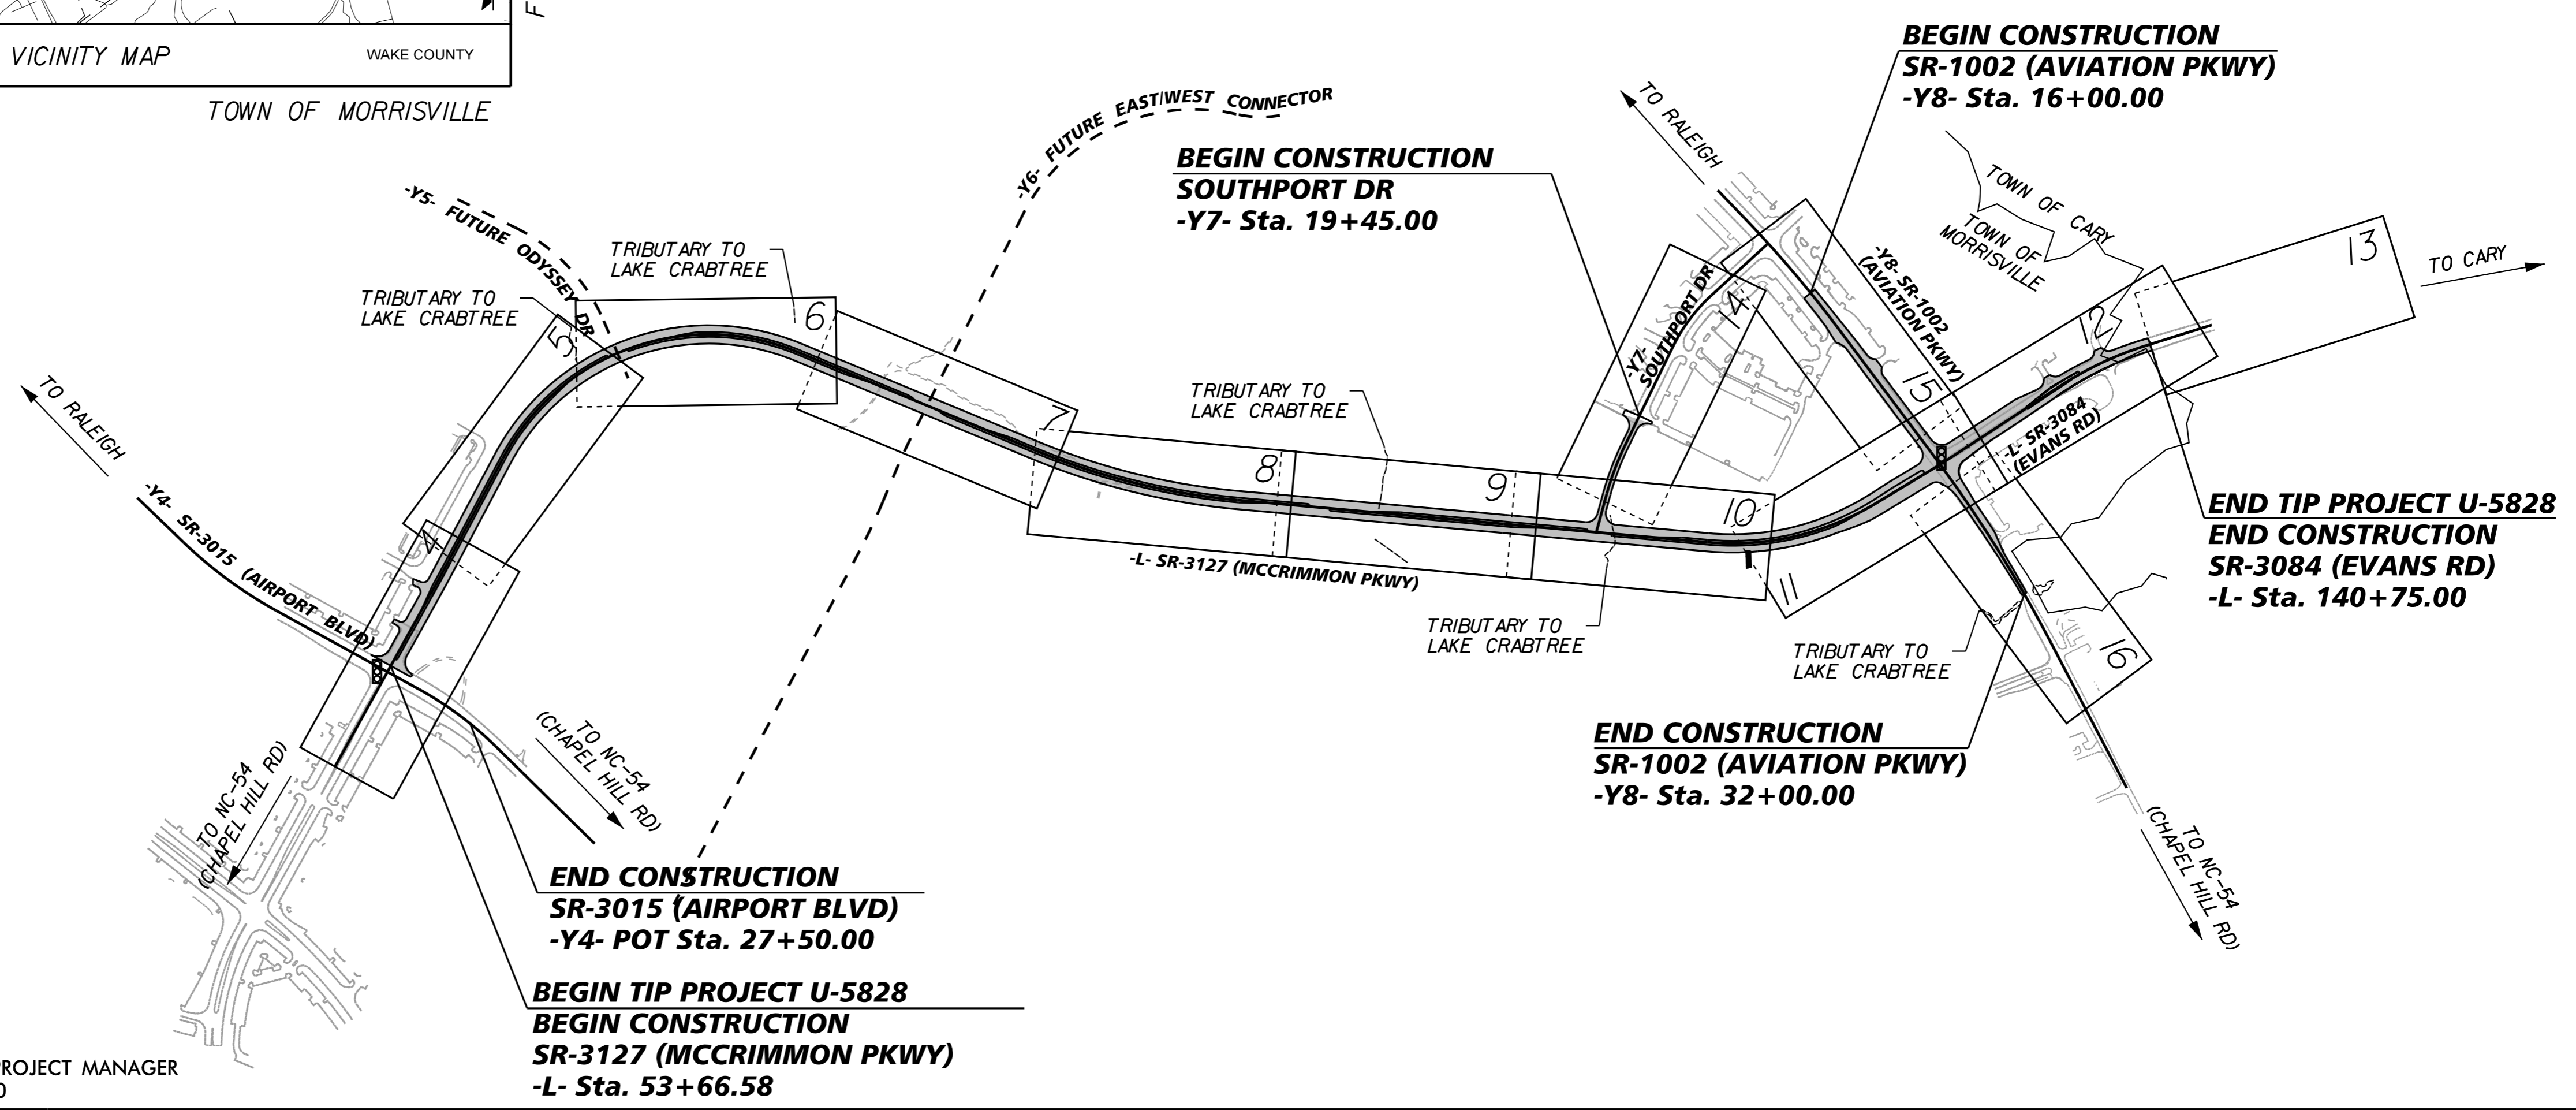 VICINITY MAP
WAKE COUNTY
F
TOWN OF MORRISVILLE
BEGIN CONSTRUCTION
SR-1002 (AVIATION PKWY)
-Y8- Sta. 16+00.00
-Y6- FUTURE EAST/WEST CONNECTOR
TO RALEIGH
BEGIN CONSTRUCTION
SOUTHPORT DR
-Y7- Sta. 19+45.00
TOWN OF CARY
TOWN OF
MORRISVILLE
-Y5- FUTURE ODYSSEY DR
TRIBUTARY TO
LAKE CRABTREE
TRIBUTARY TO
LAKE CRABTREE
-Y8- SR-1002
(AVIATION PKWY)
13
TO CARY
5
6
7
-Y7-
SOUTHPORT DR
14
15
12
TO RALEIGH
TRIBUTARY TO
LAKE CRABTREE
-L- SR-3084
(EVANS RD)
8
9
10
11
4
-Y4- SR-3015 (AIRPORT BLVD)
-L- SR-3127 (MCCRIMMON PKWY)
END TIP PROJECT U-5828
END CONSTRUCTION
SR-3084 (EVANS RD)
-L- Sta. 140+75.00
TRIBUTARY TO
LAKE CRABTREE
TRIBUTARY TO
LAKE CRABTREE
16
TO NC-54
(CHAPEL HILL RD)
TO NC-54
(CHAPEL HILL RD)
END CONSTRUCTION
SR-1002 (AVIATION PKWY)
-Y8- Sta. 32+00.00
TO NC-54
(CHAPEL HILL RD)
END CONSTRUCTION
SR-3015 (AIRPORT BLVD)
-Y4- POT Sta. 27+50.00
BEGIN TIP PROJECT U-5828
BEGIN CONSTRUCTION
SR-3127 (MCCRIMMON PKWY)
-L- Sta. 53+66.58
ROJECT MANAGER
0